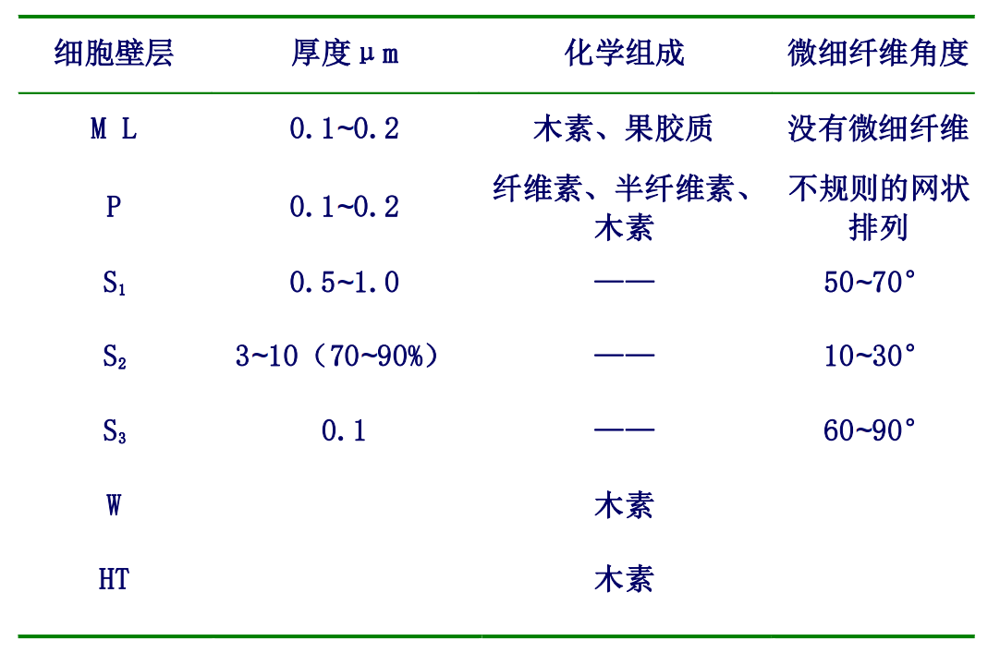 细胞壁层 厚度μm 化学组成 微细纤维角度
M L 0.1~0.2 木素、果胶质 没有微细纤维
P 0.1~0.2 纤维素、半纤维素、木素 不规则的网状排列
S₁ 0.5~1.0 —— 50~70°
S₂ 3~10（70~90%） —— 10~30°
S₃ 0.1 —— 60~90°
W 木素
HT 木素